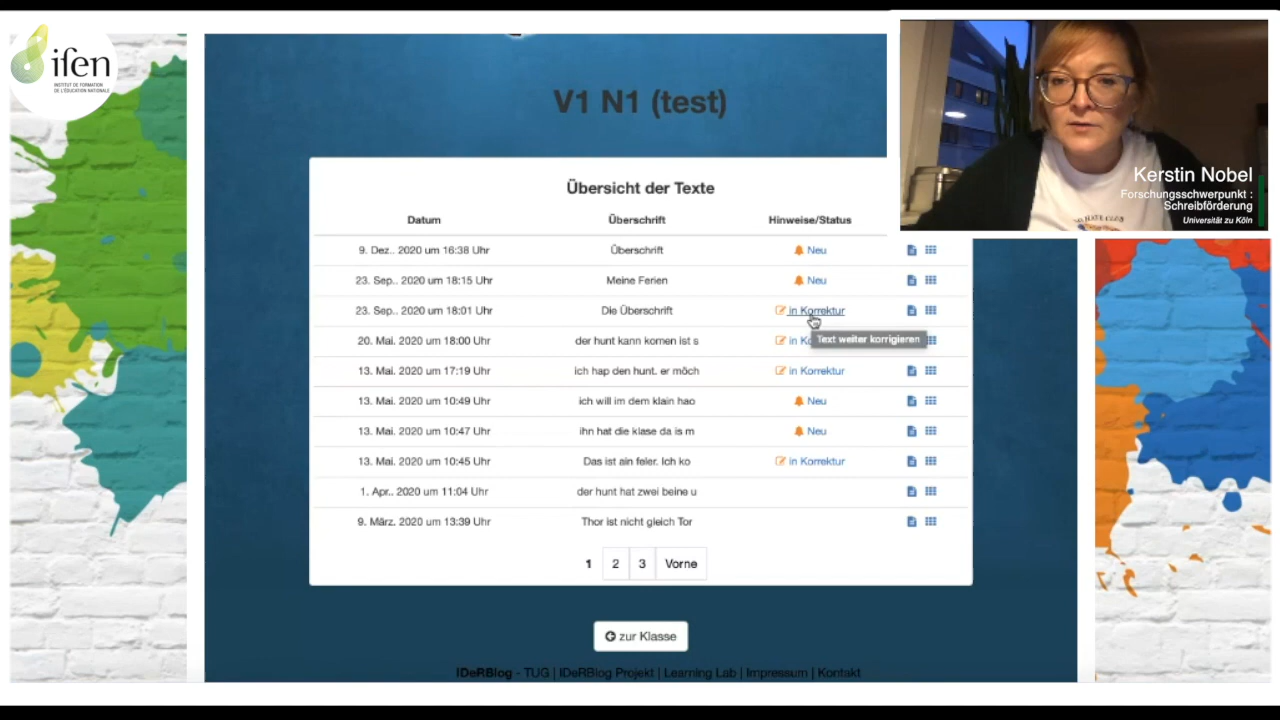 ifen
INSTITUT DE FORMATION
DE L'ÉDUCATION NATIONALE
V1 N1 (test)
Kerstin Nobel
Forschungsschwerpunkt :
Schreibförderung
Universität zu Köln
Übersicht der Texte
Datum Überschrift Hinweise/Status
9. Dez.. 2020 um 16:38 Uhr Überschrift Neu
23. Sep.. 2020 um 18:15 Uhr Meine Ferien Neu
23. Sep.. 2020 um 18:01 Uhr Die Überschrift in Korrektur
Text weiter korrigieren
20. Mai. 2020 um 18:00 Uhr der hunt kann komen ist s in Ko
13. Mai. 2020 um 17:19 Uhr ich hap den hunt. er möch in Korrektur
13. Mai. 2020 um 10:49 Uhr ich will im dem klain hao Neu
13. Mai. 2020 um 10:47 Uhr ihn hat die klase da is m Neu
13. Mai. 2020 um 10:45 Uhr Das ist ain feler. Ich ko in Korrektur
1. Apr.. 2020 um 11:04 Uhr der hunt hat zwei beine u
9. März. 2020 um 13:39 Uhr Thor ist nicht gleich Tor
1 2 3 Vorne
zur Klasse
IDeRBlog - TUG | IDeRBlog Projekt | Learning Lab | Impressum | Kontakt